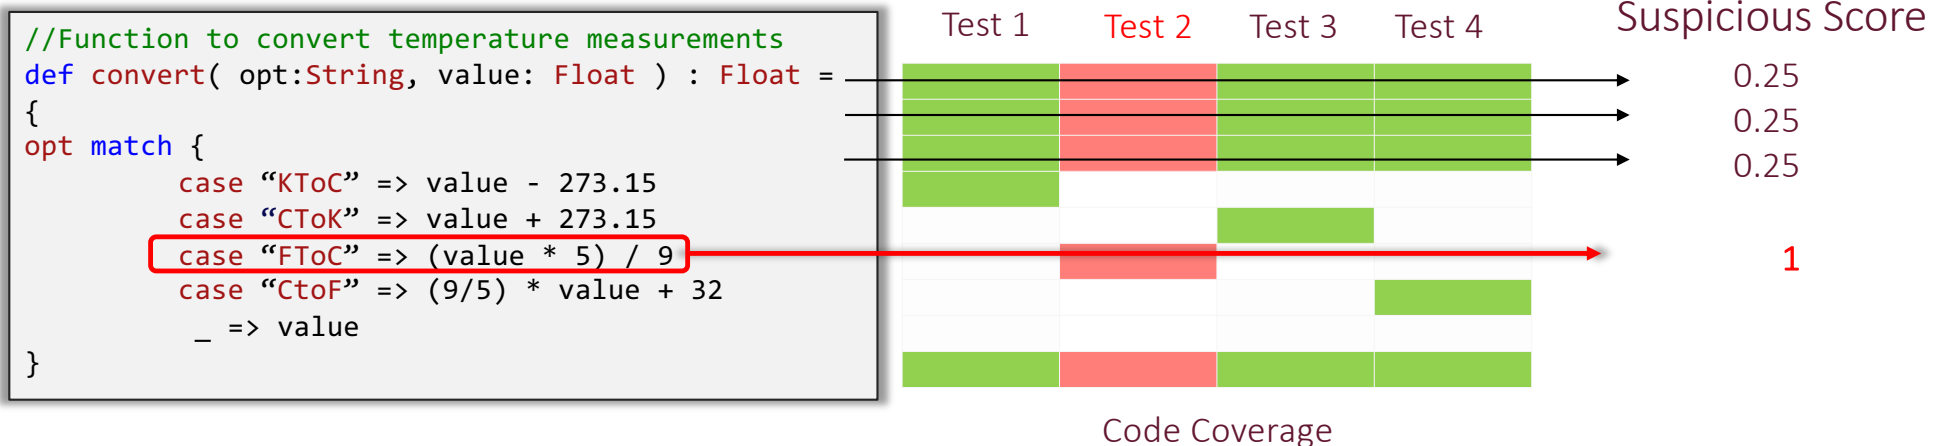 //Function to convert temperature measurements
def convert( opt:String, value: Float ) : Float =
{
opt match {
case “KToC” => value - 273.15
case “CToK” => value + 273.15
case “FToC” => (value * 5) / 9
case “CtoF” => (9/5) * value + 32
_ => value
}
Test 1 Test 2 Test 3 Test 4
Code Coverage
Suspicious Score
0.25
0.25
0.25
1